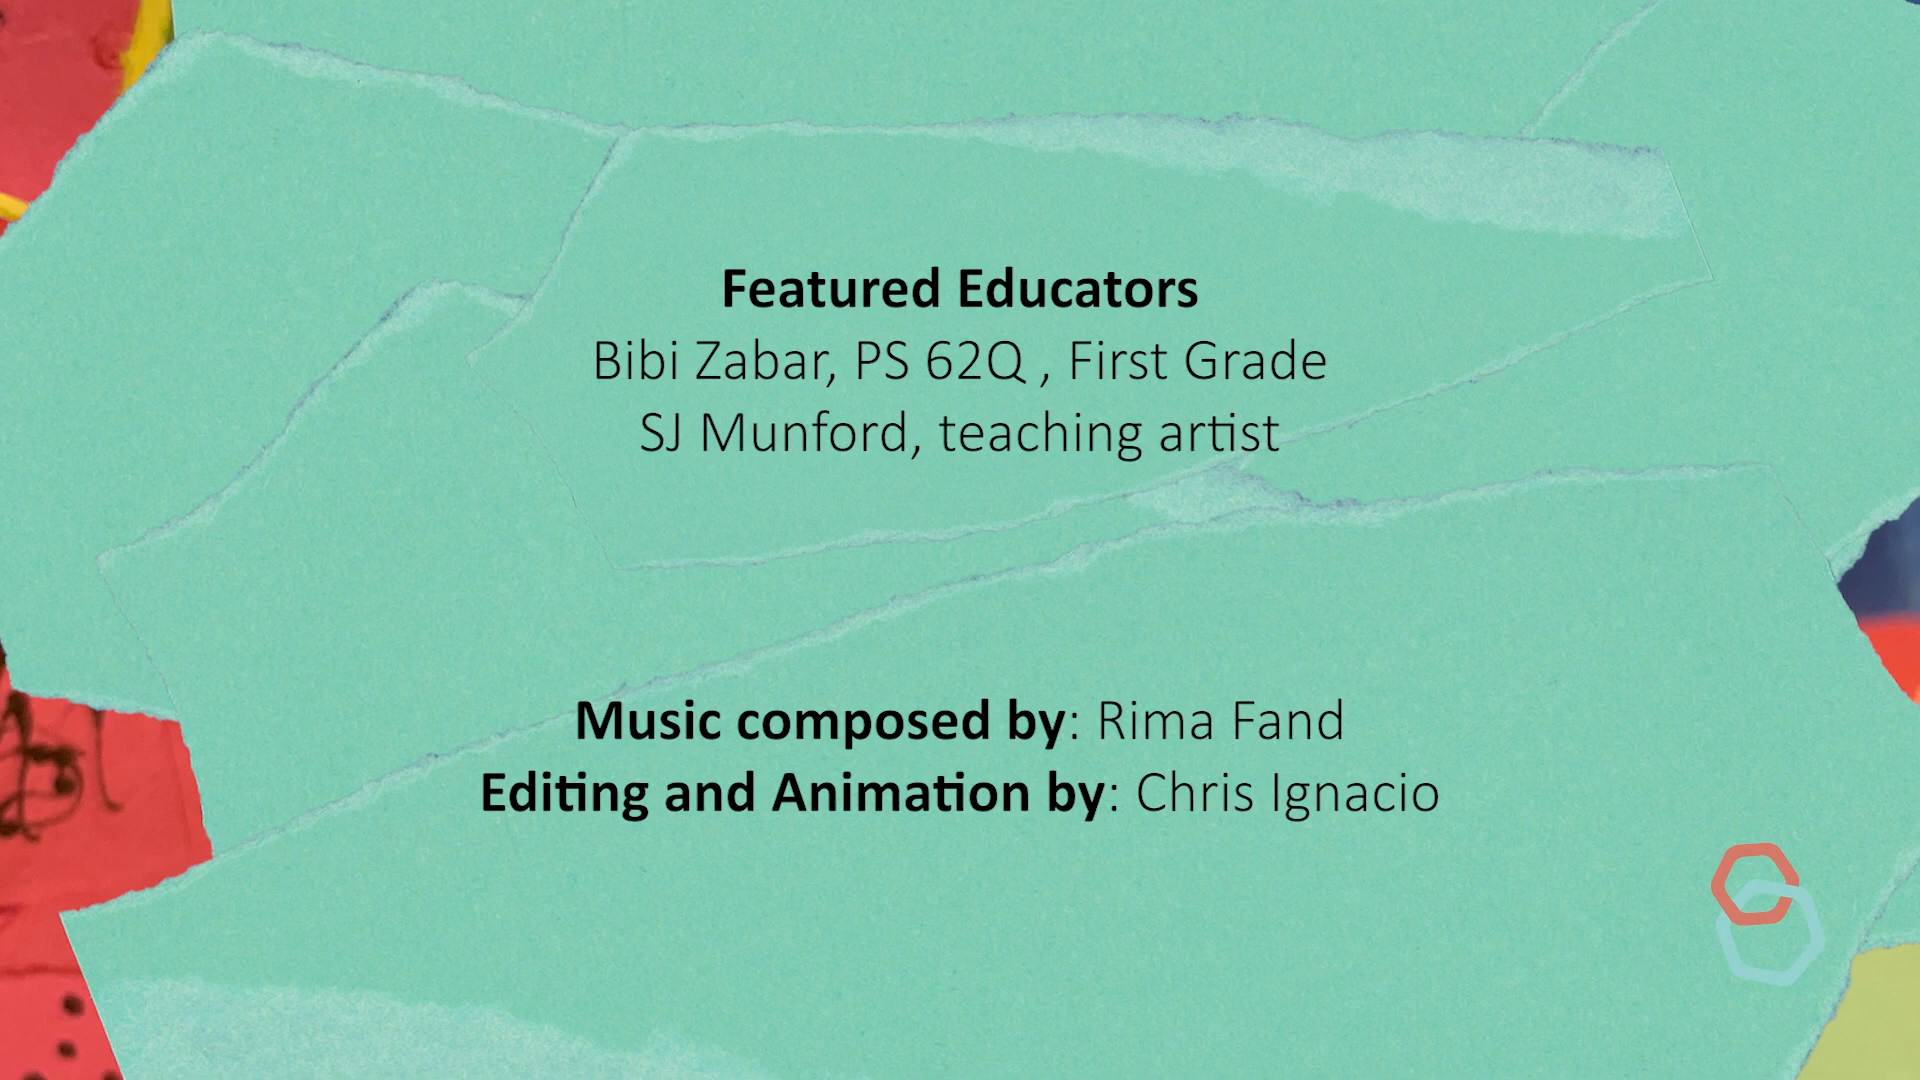 Featured Educators
Bibi Zabar, PS 62Q , First Grade
SJ Munford, teaching artist
Music composed by: Rima Fand
Editing and Animation by: Chris Ignacio